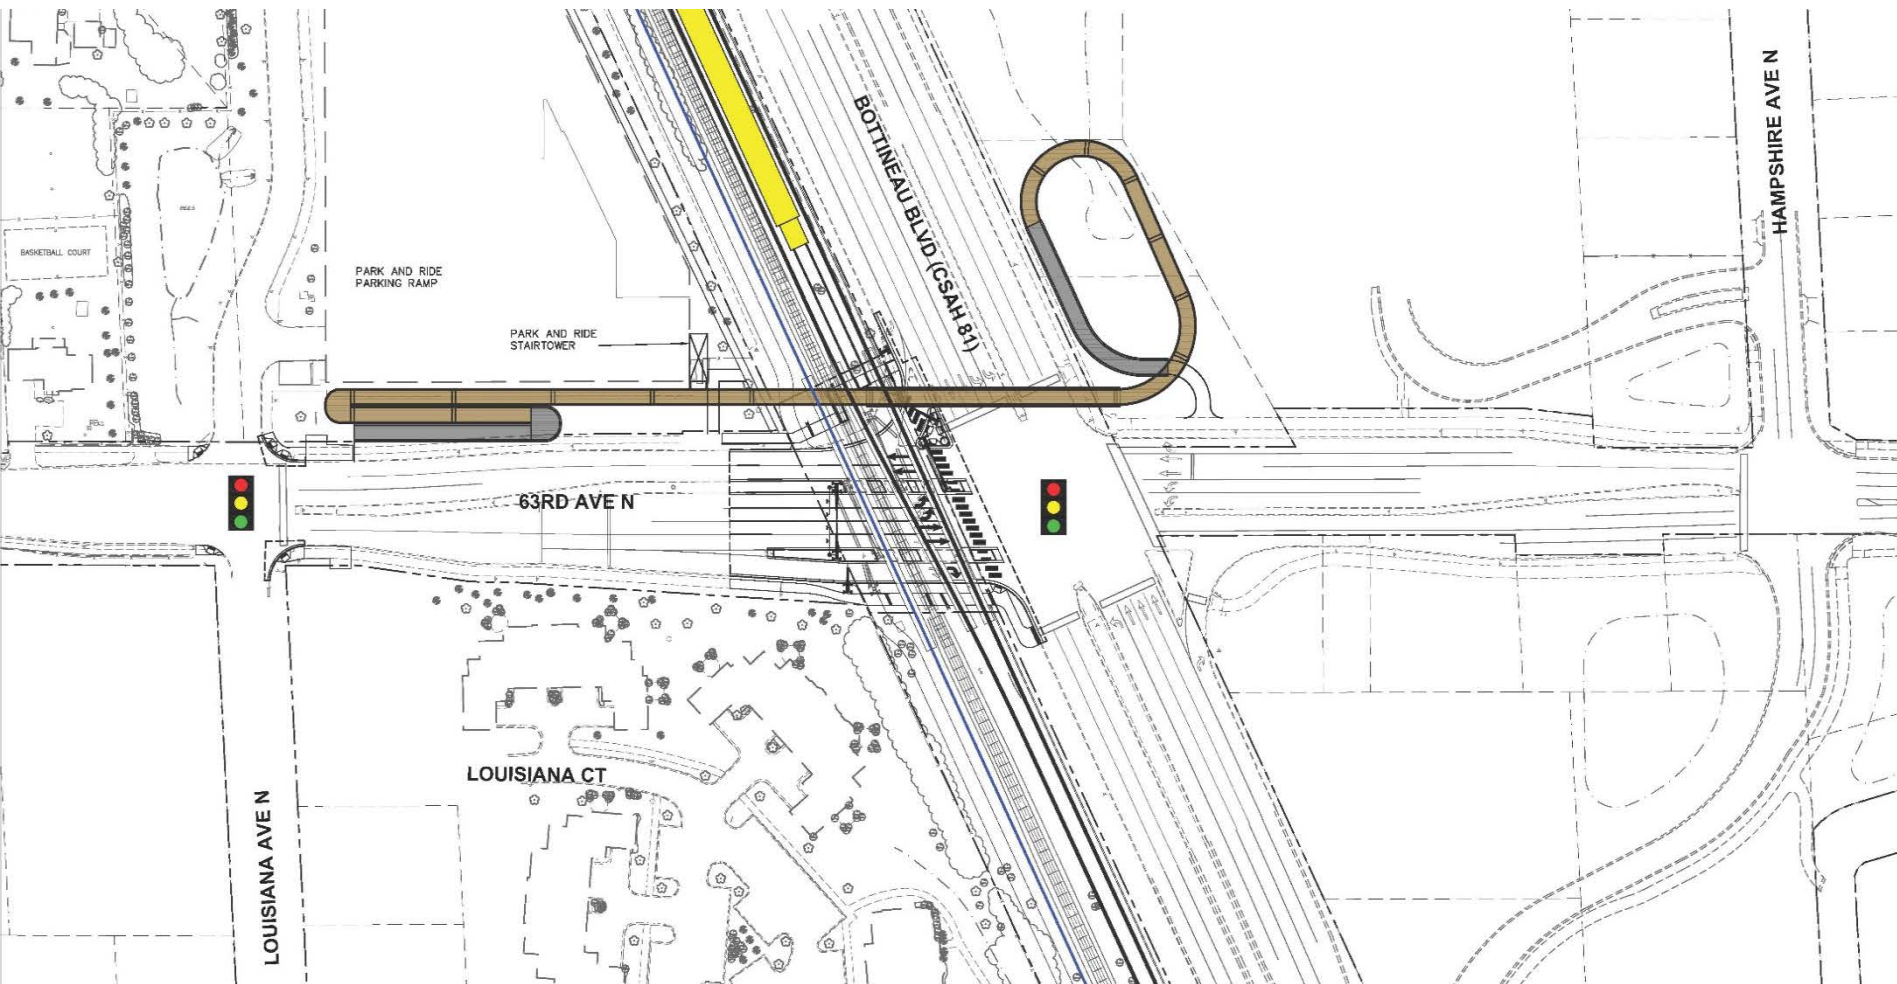 BOTTINEAU BLVD (CSAH 81)
HAMPSHIRE AVE N
BASKETBALL COURT
PARK AND RIDE
PARKING RAMP
PARK AND RIDE
STAIRTOWER
63RD AVE N
LOUISIANA CT
LOUISIANA AVE N